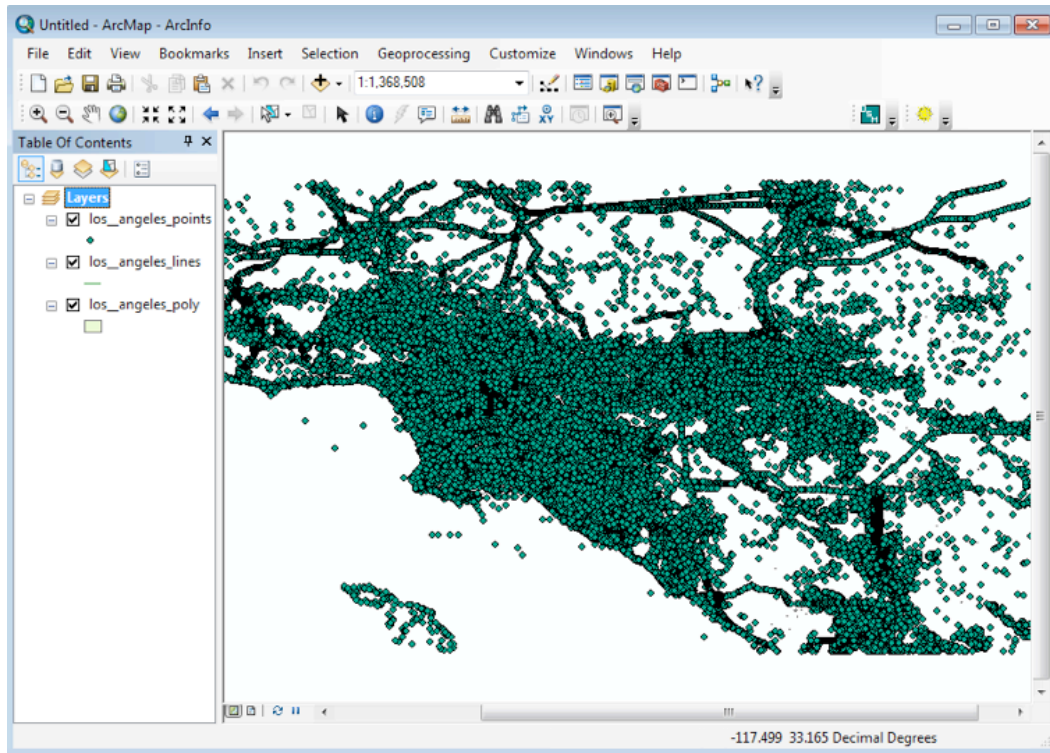 Untitled - ArcMap - ArcInfo
File Edit View Bookmarks Insert Selection Geoprocessing Customize Windows Help
1:1,368,508
Table Of Contents
Layers
los__angeles_points
los__angeles_lines
los__angeles_poly
-117.499 33.165 Decimal Degrees